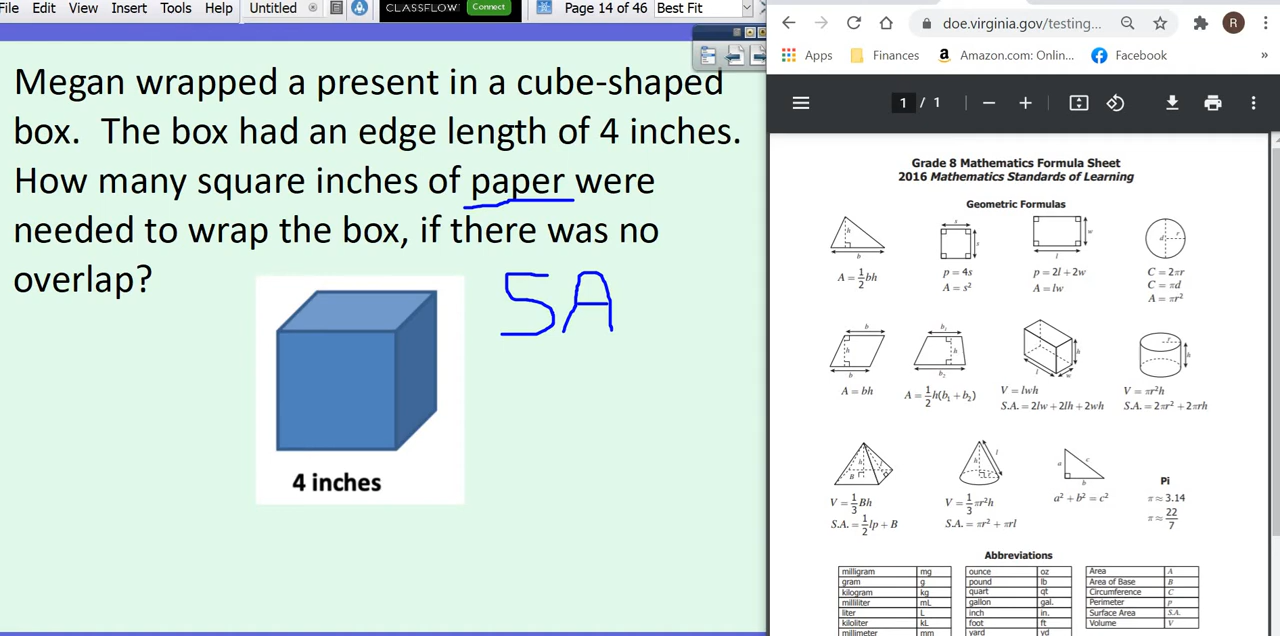 File Edit View Insert Tools Help Untitled CLASSFLOW Connect Page 14 of 46 Best Fit
Megan wrapped a present in a cube-shaped
box. The box had an edge length of 4 inches.
How many square inches of paper were
needed to wrap the box, if there was no
overlap?
SA
4 inches
doe.virginia.gov/testing... R
Apps Finances Amazon.com: Onlin... Facebook »
1 / 1
Grade 8 Mathematics Formula Sheet
2016 Mathematics Standards of Learning
Geometric Formulas
h b s s w l d r
A = 1/2 bh p = 4s p = 2l + 2w C = 2πr
A = s² A = lw C = πd
A = πr²
b h b b₁ h b₂ h l w r h
A = bh A = 1/2 h(b₁ + b₂) V = lwh V = πr²h
S.A. = 2lw + 2lh + 2wh S.A. = 2πr² + 2πrh
h B l h l r a c b
V = 1/3 Bh V = 1/3 πr²h a² + b² = c² Pi
S.A. = 1/2 lp + B S.A. = πr² + πrl π ≈ 3.14
π ≈ 22/7
Abbreviations
milligram mg ounce oz Area A
gram g pound lb Area of Base B
kilogram kg quart qt Circumference C
milliliter mL gallon gal. Perimeter p
liter L inch in. Surface Area S.A.
kiloliter kL foot ft Volume V
millimeter mm yard yd